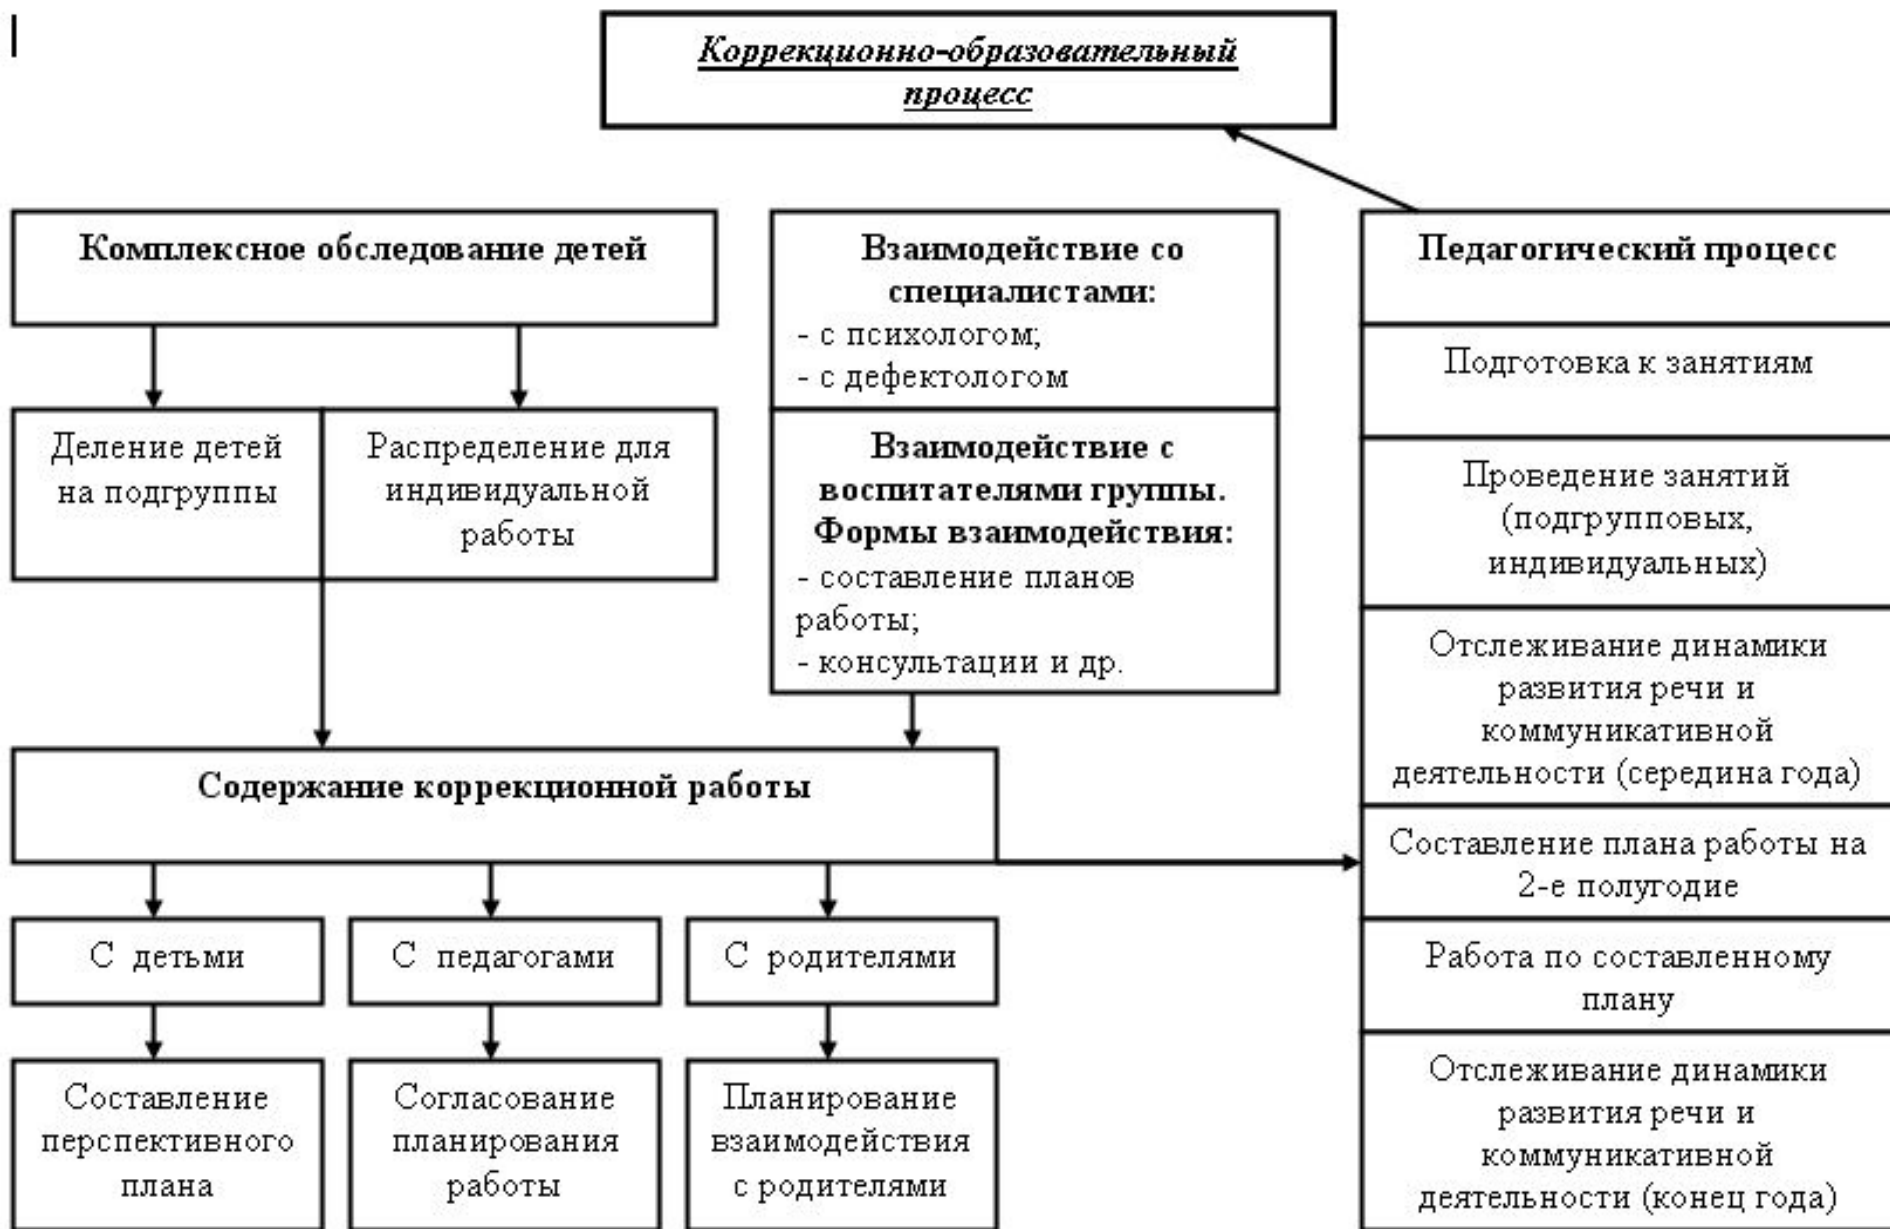 Коррекционно-образовательный
процесс
Комплексное обследование детей
Деление детей
на подгруппы
Распределение для
индивидуальной
работы
Взаимодействие со
специалистами:
- с психологом;
- с дефектологом
Взаимодействие с
воспитателями группы.
Формы взаимодействия:
- составление планов
работы;
- консультации и др.
Содержание коррекционной работы
С детьми
С педагогами
С родителями
Составление
перспективного
плана
Согласование
планирования
работы
Планирование
взаимодействия
с родителями
Педагогический процесс
Подготовка к занятиям
Проведение занятий
(подгрупповых,
индивидуальных)
Отслеживание динамики
развития речи и
коммуникативной
деятельности (середина года)
Составление плана работы на
2-е полугодие
Работа по составленному
плану
Отслеживание динамики
развития речи и
коммуникативной
деятельности (конец года)